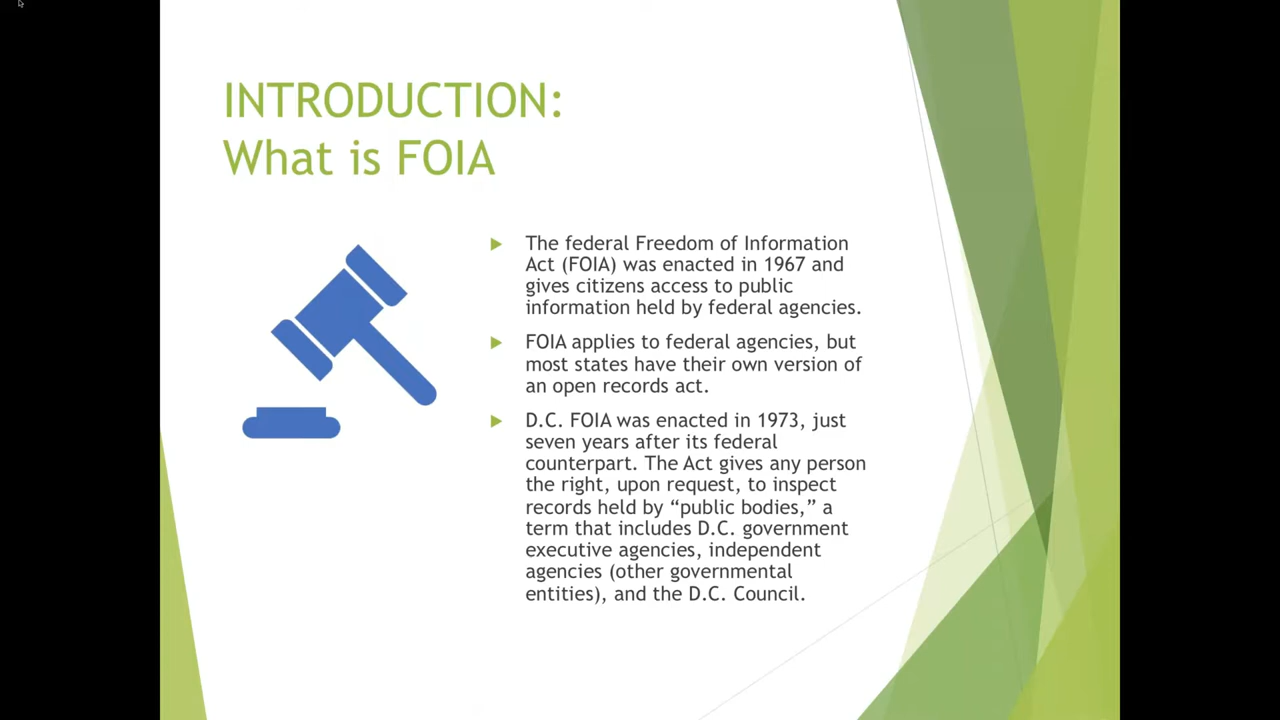 INTRODUCTION:
What is FOIA
The federal Freedom of Information
Act (FOIA) was enacted in 1967 and
gives citizens access to public
information held by federal agencies.
FOIA applies to federal agencies, but
most states have their own version of
an open records act.
D.C. FOIA was enacted in 1973, just
seven years after its federal
counterpart. The Act gives any person
the right, upon request, to inspect
records held by “public bodies,” a
term that includes D.C. government
executive agencies, independent
agencies (other governmental
entities), and the D.C. Council.